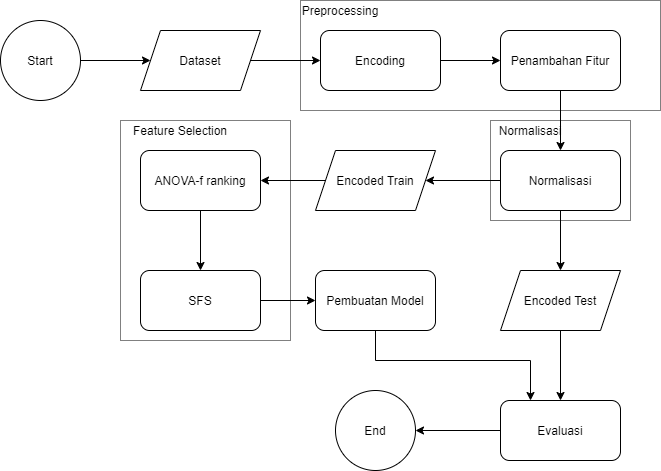 Preprocessing
Start
Dataset
Encoding
Penambahan Fitur
Feature Selection
Normalisasi
ANOVA-f ranking
Encoded Train
Normalisasi
SFS
Pembuatan Model
Encoded Test
End
Evaluasi